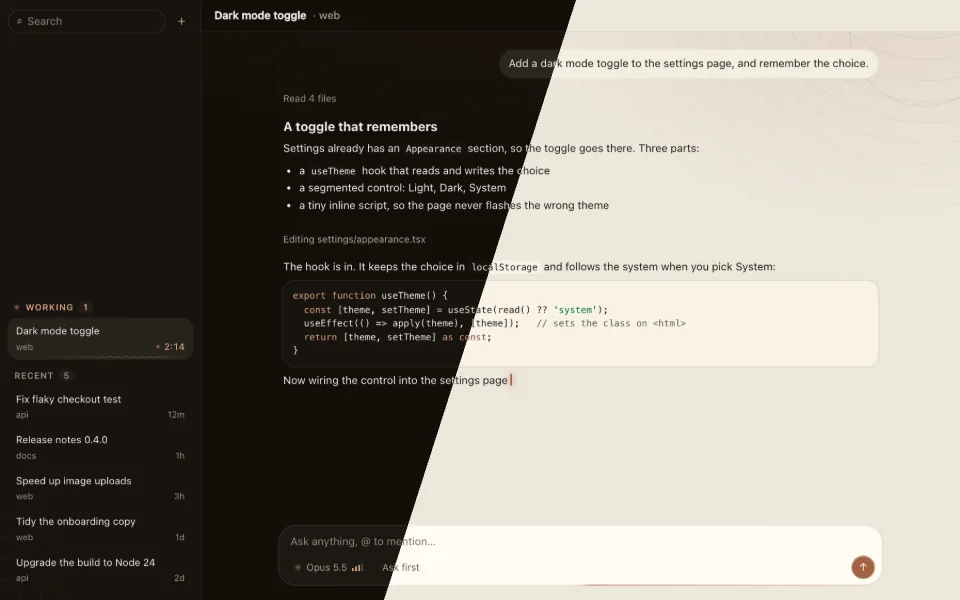 Search
+
WORKING 1
Dark mode toggle
web
2:14
RECENT 5
Fix flaky checkout test
api
12m
Release notes 0.4.0
docs
1h
Speed up image uploads
web
3h
Tidy the onboarding copy
web
1d
Upgrade the build to Node 24
api
2d
Dark mode toggle · web
Add a dark mode toggle to the settings page, and remember the choice.
Read 4 files
A toggle that remembers
Settings already has an Appearance section, so the toggle goes there. Three parts:
• a useTheme hook that reads and writes the choice
• a segmented control: Light, Dark, System
• a tiny inline script, so the page never flashes the wrong theme
Editing settings/appearance.tsx
The hook is in. It keeps the choice in localStorage and follows the system when you pick System:
export function useTheme() {
  const [theme, setTheme] = useState(read() ?? 'system');
  useEffect(() => apply(theme), [theme]);   // sets the class on <html>
  return [theme, setTheme] as const;
}
Now wiring the control into the settings page
Ask anything, @ to mention...
Opus 5.5 Ask first